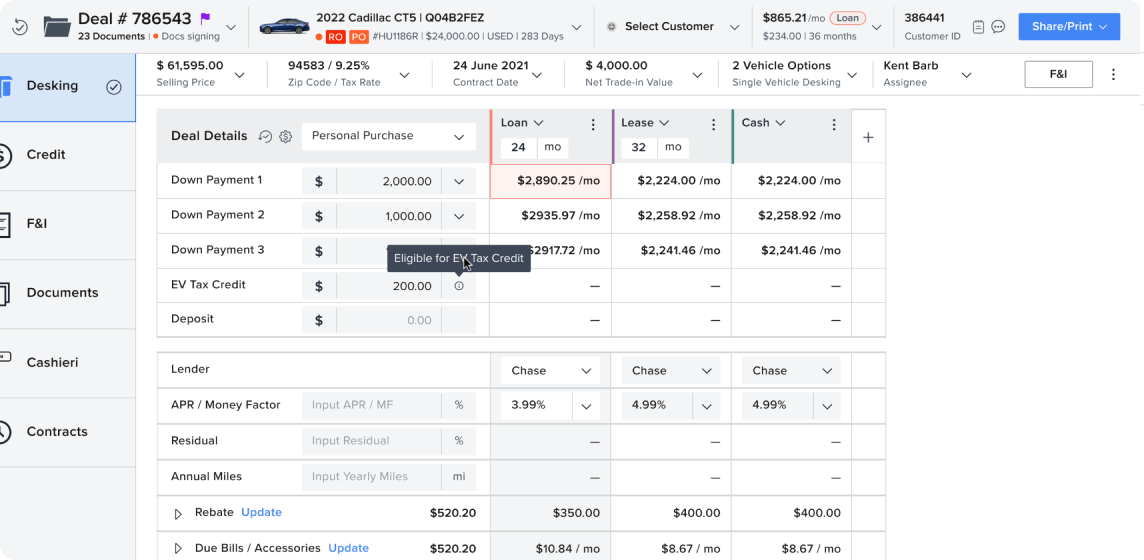 Deal # 786543
23 Documents | • Docs signing
2022 Cadillac CT5 | Q04B2FEZ
RO PO #HU1186R | $24,000.00 | USED | 283 Days
Select Customer
$865.21/mo Loan
$234.00 | 36 months
386441
Customer ID
Share/Print
Desking
Credit
F&I
Documents
Cashieri
Contracts
$ 61,595.00
Selling Price
94583 / 9.25%
Zip Code / Tax Rate
24 June 2021
Contract Date
$ 4,000.00
Net Trade-in Value
2 Vehicle Options
Single Vehicle Desking
Kent Barb
Assignee
F&I
Deal Details Personal Purchase
Loan Lease Cash +
24 mo 32 mo
Down Payment 1 $ 2,000.00 $2,890.25 /mo $2,224.00 /mo $2,224.00 /mo
Down Payment 2 $ 1,000.00 $2935.97 /mo $2,258.92 /mo $2,258.92 /mo
Down Payment 3 $ $2917.72 /mo $2,241.46 /mo $2,241.46 /mo
Eligible for EV Tax Credit
EV Tax Credit $ 200.00 – – –
Deposit $ 0.00 – – –
Lender Chase Chase Chase
APR / Money Factor Input APR / MF % 3.99% 4.99% 4.99%
Residual Input Residual % – – –
Annual Miles Input Yearly Miles mi – – –
Rebate Update $520.20 $350.00 $400.00 $400.00
Due Bills / Accessories Update $520.20 $10.84 / mo $8.67 / mo $8.67 / mo